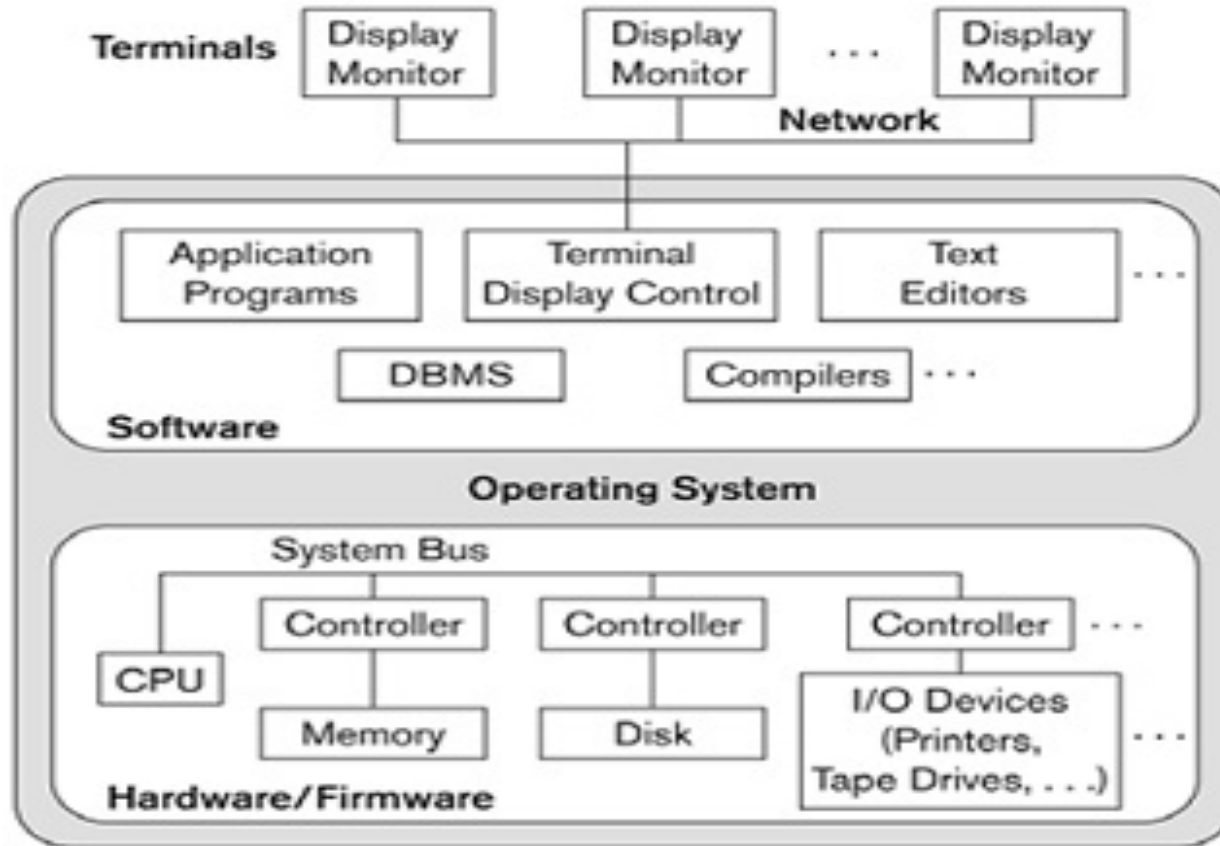 Terminals
Display
Monitor
Display
Monitor
. . .
Display
Monitor
Network
Application
Programs
Terminal
Display Control
Text
Editors
. . .
DBMS
Compilers
. . .
Software
Operating System
System Bus
CPU
Controller
Controller
Controller
. . .
Memory
Disk
I/O Devices
(Printers,
Tape Drives, . . .)
. . .
Hardware/Firmware